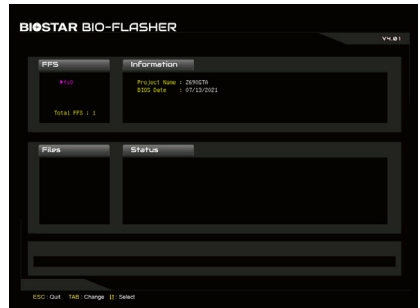 BIOSTAR BIO-FLASHER
V4.01
FFS
Information
Project Name : Z690GTA
BIOS Date : 07/13/2021
Total FFS : 1
Files
Status
ESC : Quit TAB : Change ↑↓ : Select